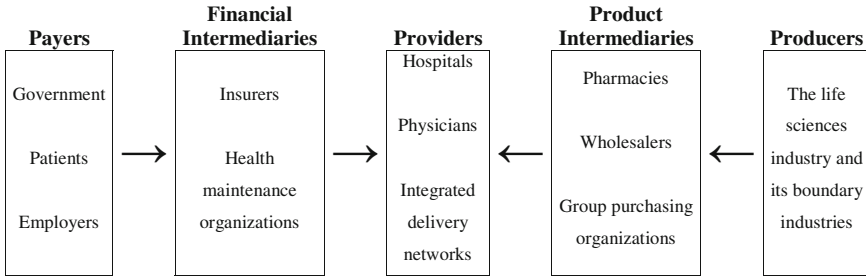 Payers
Financial
Intermediaries
Providers
Product
Intermediaries
Producers
Government
Patients
Employers
Insurers
Health
maintenance
organizations
Hospitals
Physicians
Integrated
delivery
networks
Pharmacies
Wholesalers
Group purchasing
organizations
The life
sciences
industry and
its boundary
industries